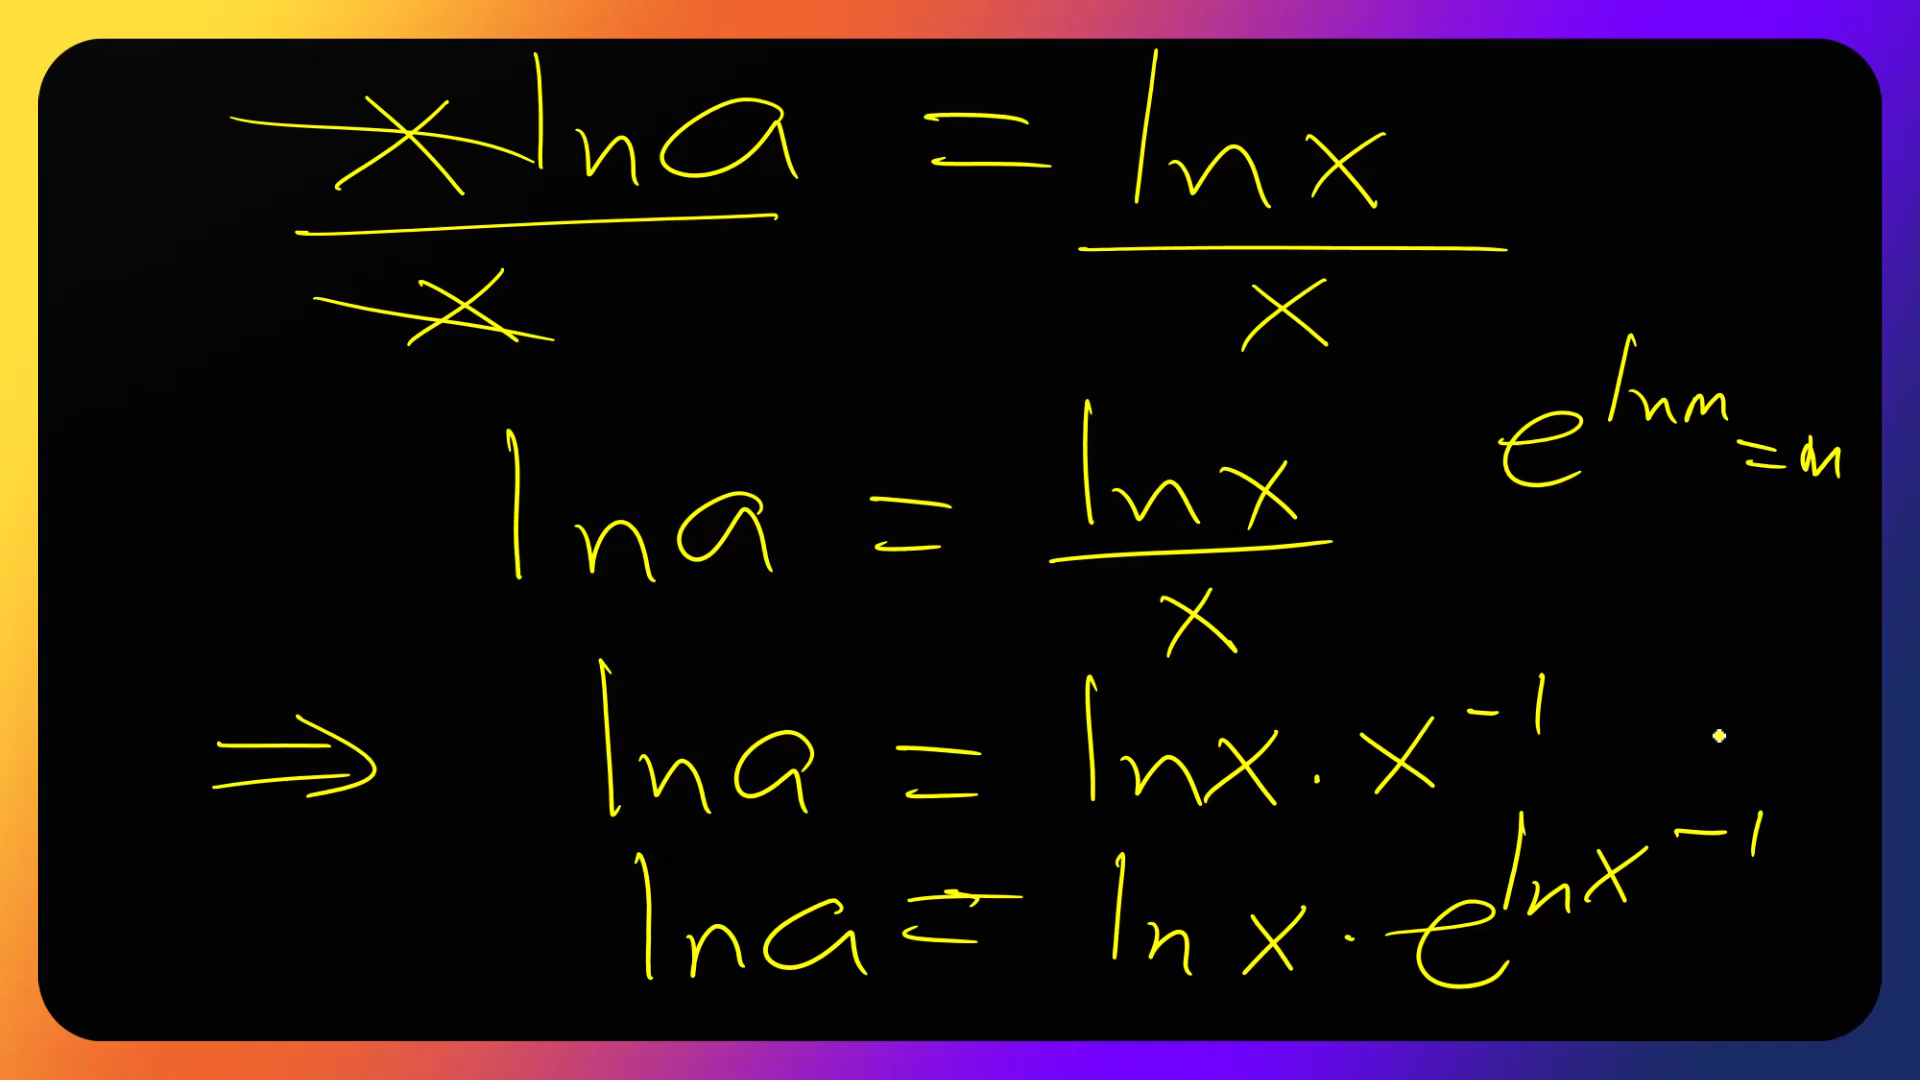 x ln a = ln x
x x
ln a = ln x
x
e^ln m = m
⇒ ln a = ln x . x^-1
ln a = ln x . e^ln x^-1